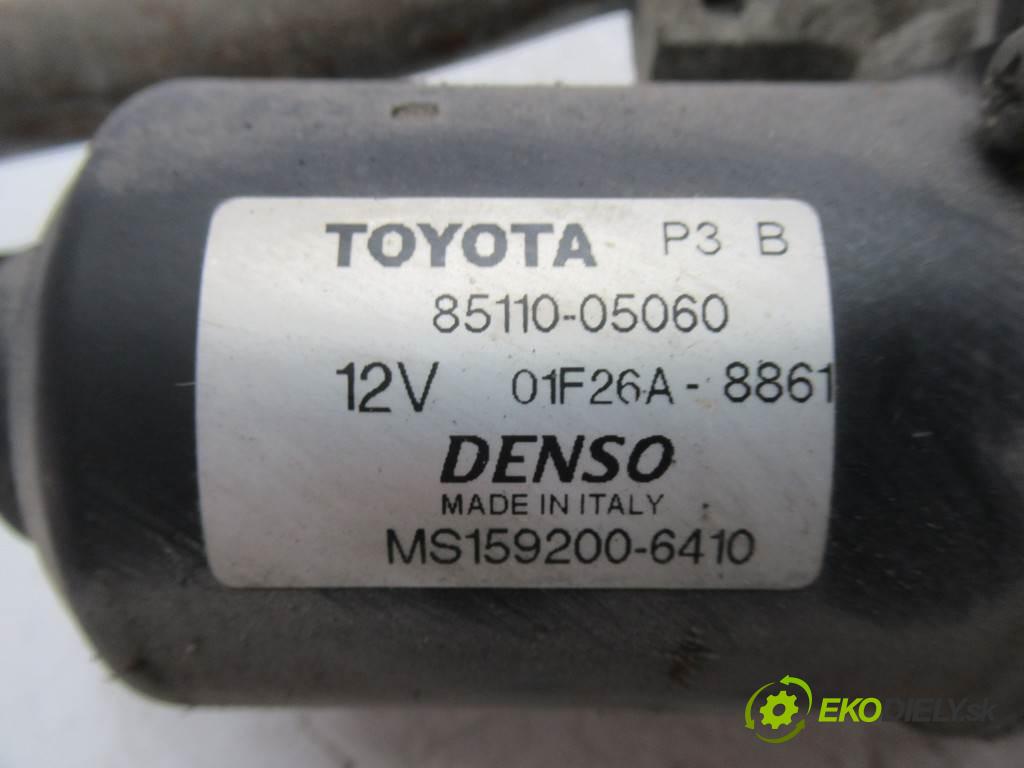 TOYOTA P3 B
85110-05060
12V 01F26A-8861
DENSO
MADE IN ITALY
MS159200-6410
EKODIELY.sk